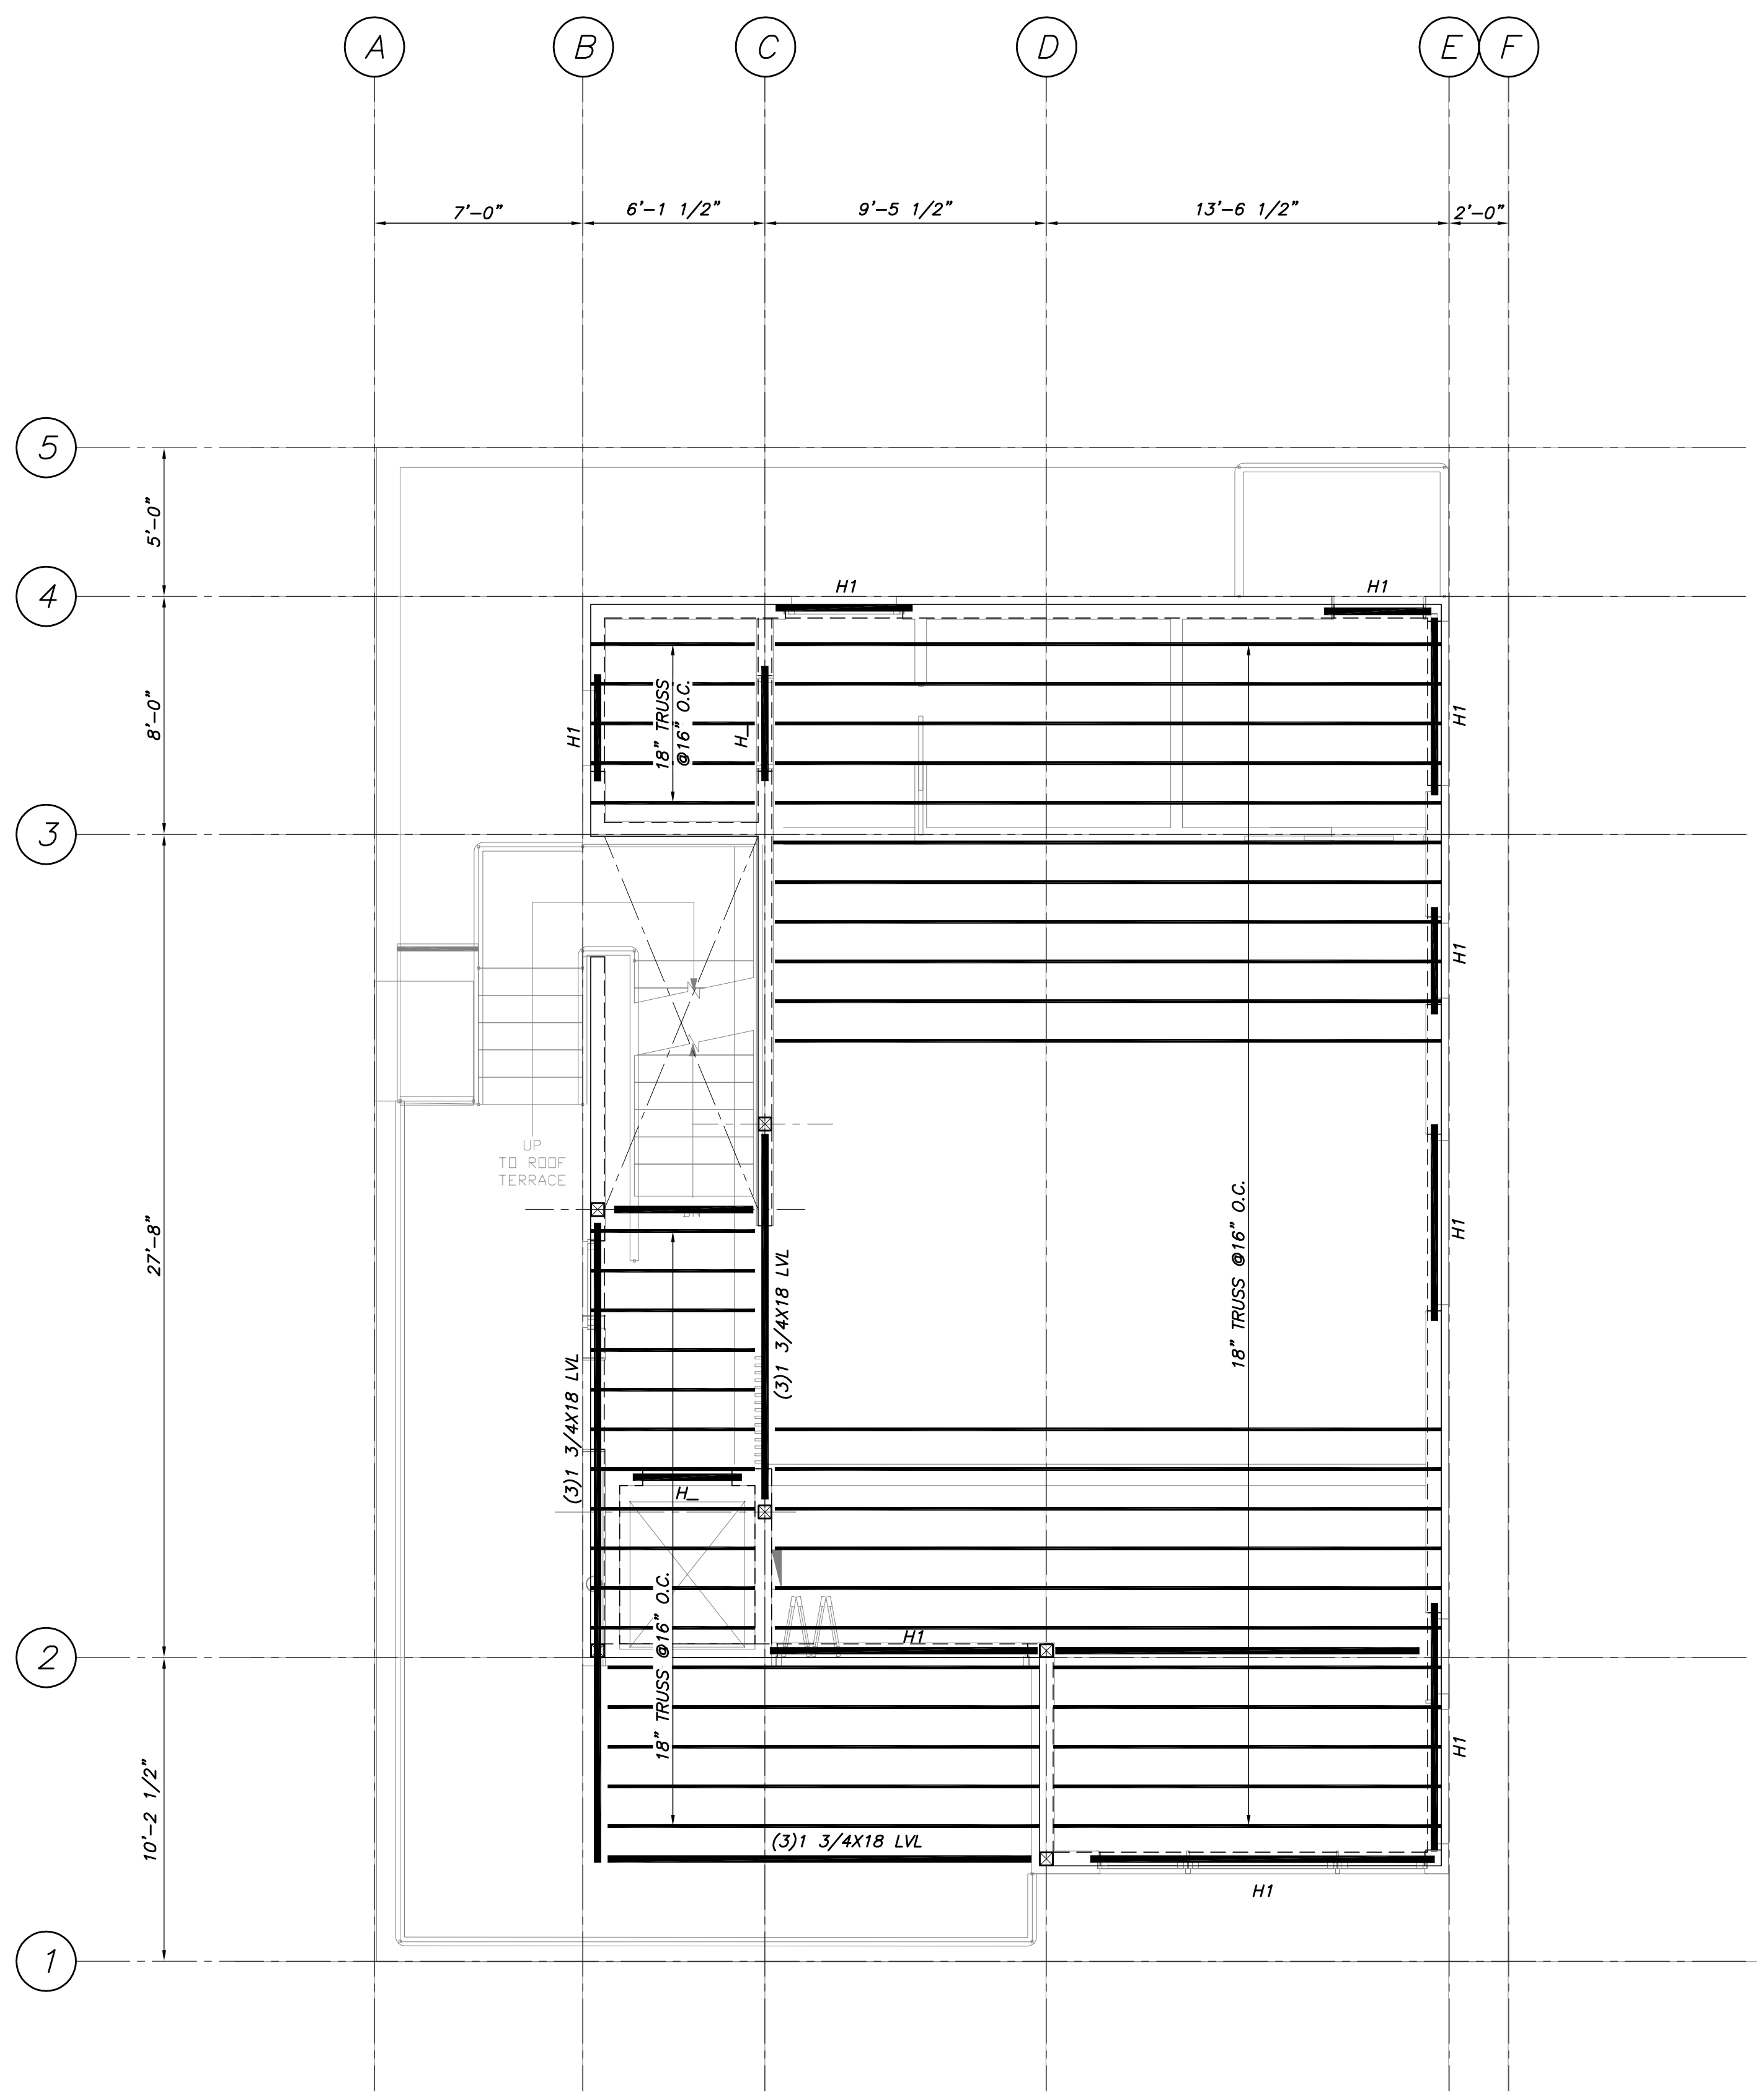 A B C D E F
7'-0" 6'-1 1/2" 9'-5 1/2" 13'-6 1/2" 2'-0"
5
5'-0"
4
H1 H1
8'-0"
H1
18" TRUSS
@16" O.C.
H_
H1
3
H1
UP
TO ROOF
TERRACE
DN
27'-8"
18" TRUSS @16" O.C.
H1
(3)1 3/4X18 LVL
(3)1 3/4X18 LVL
H_
18" TRUSS @16" O.C.
H1
2
10'-2 1/2"
H1
(3)1 3/4X18 LVL
H1
1